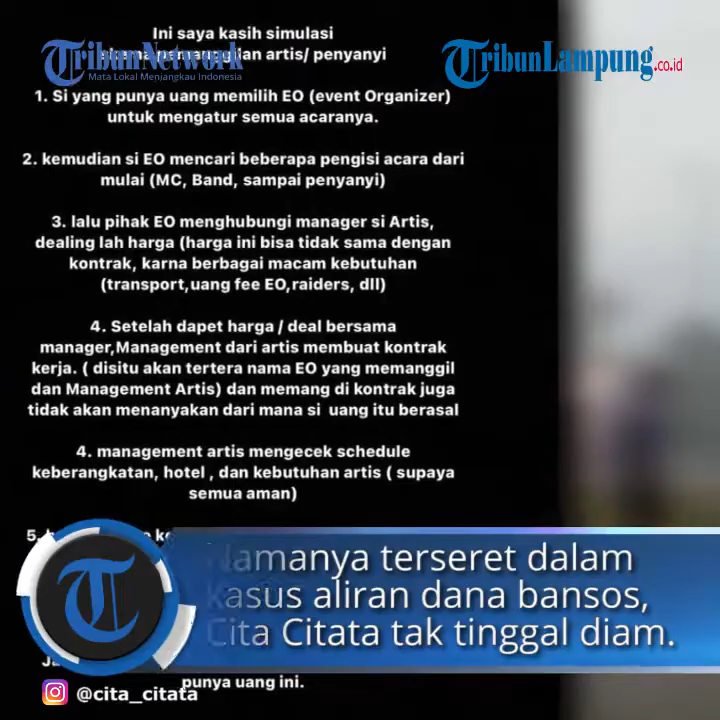 Ini saya kasih simulasi
TribunNetwork
Mata Lokal Menjangkau Indonesia
pemanggilan artis/ penyanyi
TribunLampung.co.id
1. Si yang punya uang memilih EO (event Organizer)
untuk mengatur semua acaranya.
2. kemudian si EO mencari beberapa pengisi acara dari
mulai (MC, Band, sampai penyanyi)
3. lalu pihak EO menghubungi manager si Artis,
dealing lah harga (harga ini bisa tidak sama dengan
kontrak, karna berbagai macam kebutuhan
(transport,uang fee EO,raiders, dll)
4. Setelah dapet harga / deal bersama
manager,Management dari artis membuat kontrak
kerja. ( disitu akan tertera nama EO yang memanggil
dan Management Artis) dan memang di kontrak juga
tidak akan menanyakan dari mana si uang itu berasal
4. management artis mengecek schedule
keberangkatan, hotel , dan kebutuhan artis ( supaya
semua aman)
5.
Namanya terseret dalam
kasus aliran dana bansos,
Cita Citata tak tinggal diam.
T
punya uang ini.
@cita_citata